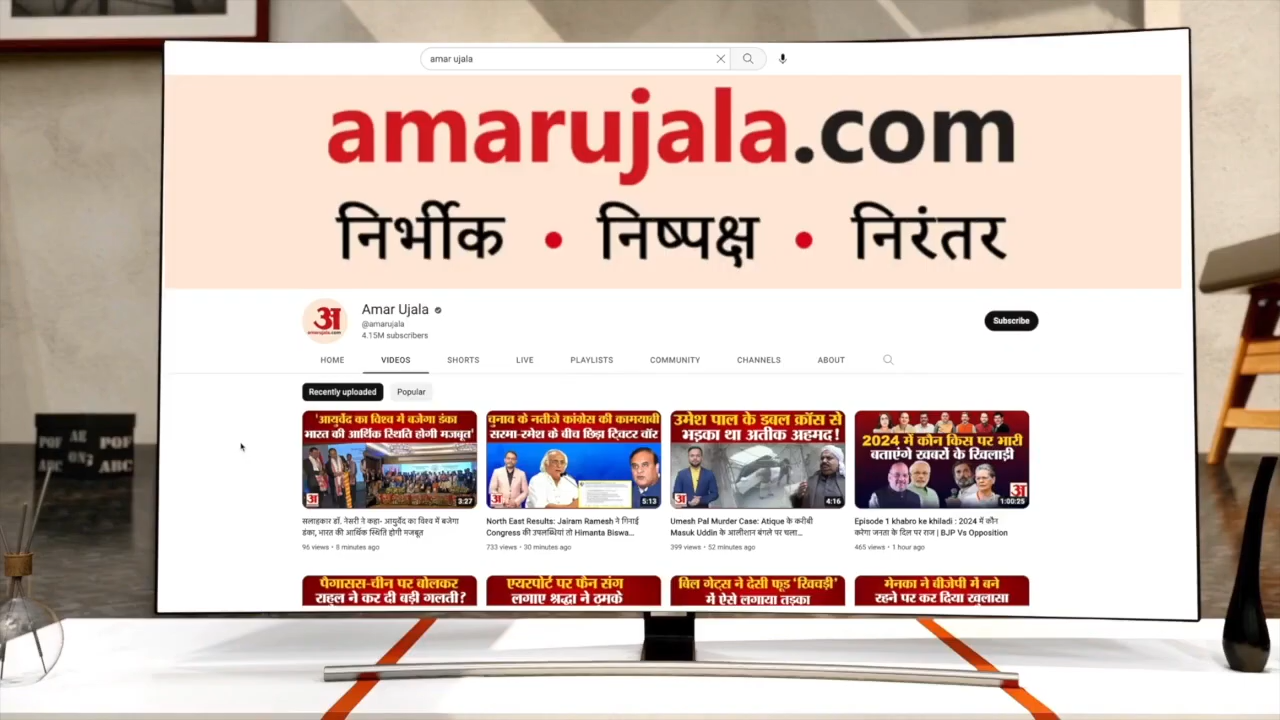 amar ujala
amarujala.com
निर्भीक • निष्पक्ष • निरंतर
अ
amarujala.com
Amar Ujala
@amarujala
4.15M subscribers
Subscribe
HOME VIDEOS SHORTS LIVE PLAYLISTS COMMUNITY CHANNELS ABOUT
Recently uploaded Popular
'आयुर्वेद का विश्व में बजेगा डंका
भारत की आर्थिक स्थिति होगी मजबूत'
अ
3:27
सलाहकार डॉ. नेसरी ने कहा- आयुर्वेद का विश्व में बजेगा
डंका, भारत की आर्थिक स्थिति होगी मजबूत
96 views • 8 minutes ago
चुनाव के नतीजे कांग्रेस की कामयाबी
सरमा-रमेश के बीच छिड़ा ट्विटर वॉर
अ
5:13
North East Results: Jairam Ramesh ने गिनाई
Congress की उपलब्धियां तो Himanta Biswa...
733 views • 30 minutes ago
उमेश पाल के डबल क्रॉस से
भड़का था अतीक अहमद!
अ
4:16
Umesh Pal Murder Case: Atique के करीबी
Masuk Uddin के आलीशान बंगले पर चला...
399 views • 52 minutes ago
2024 में कौन किस पर भारी
बताएंगे खबरों के खिलाड़ी
अ
1:00:25
Episode 1 khabro ke khiladi : 2024 में कौन
करेगा जनता के दिल पर राज | BJP Vs Opposition
465 views • 1 hour ago
पैगासस-चीन पर बोलकर
राहुल ने कर दी बड़ी गलती?
एयरपोर्ट पर फैन संग
लगाए श्रद्धा ने ठुमके
बिल गेट्स ने देसी फूड 'खिचड़ी'
में ऐसे लगाया तड़का
मेनका ने बीजेपी में बने
रहने पर कर दिया खुलासा